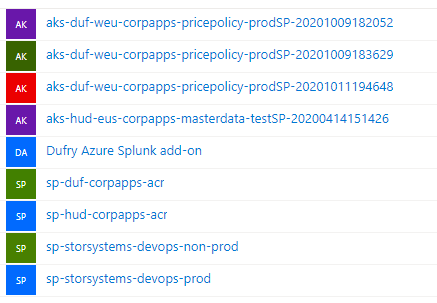 AK aks-duf-weu-corpapps-pricepolicy-prodSP-20201009182052
AK aks-duf-weu-corpapps-pricepolicy-prodSP-20201009183629
AK aks-duf-weu-corpapps-pricepolicy-prodSP-20201011194648
AK aks-hud-eus-corpapps-masterdata-testSP-20200414151426
DA Dufry Azure Splunk add-on
SP sp-duf-corpapps-acr
SP sp-hud-corpapps-acr
SP sp-storsystems-devops-non-prod
SP sp-storsystems-devops-prod